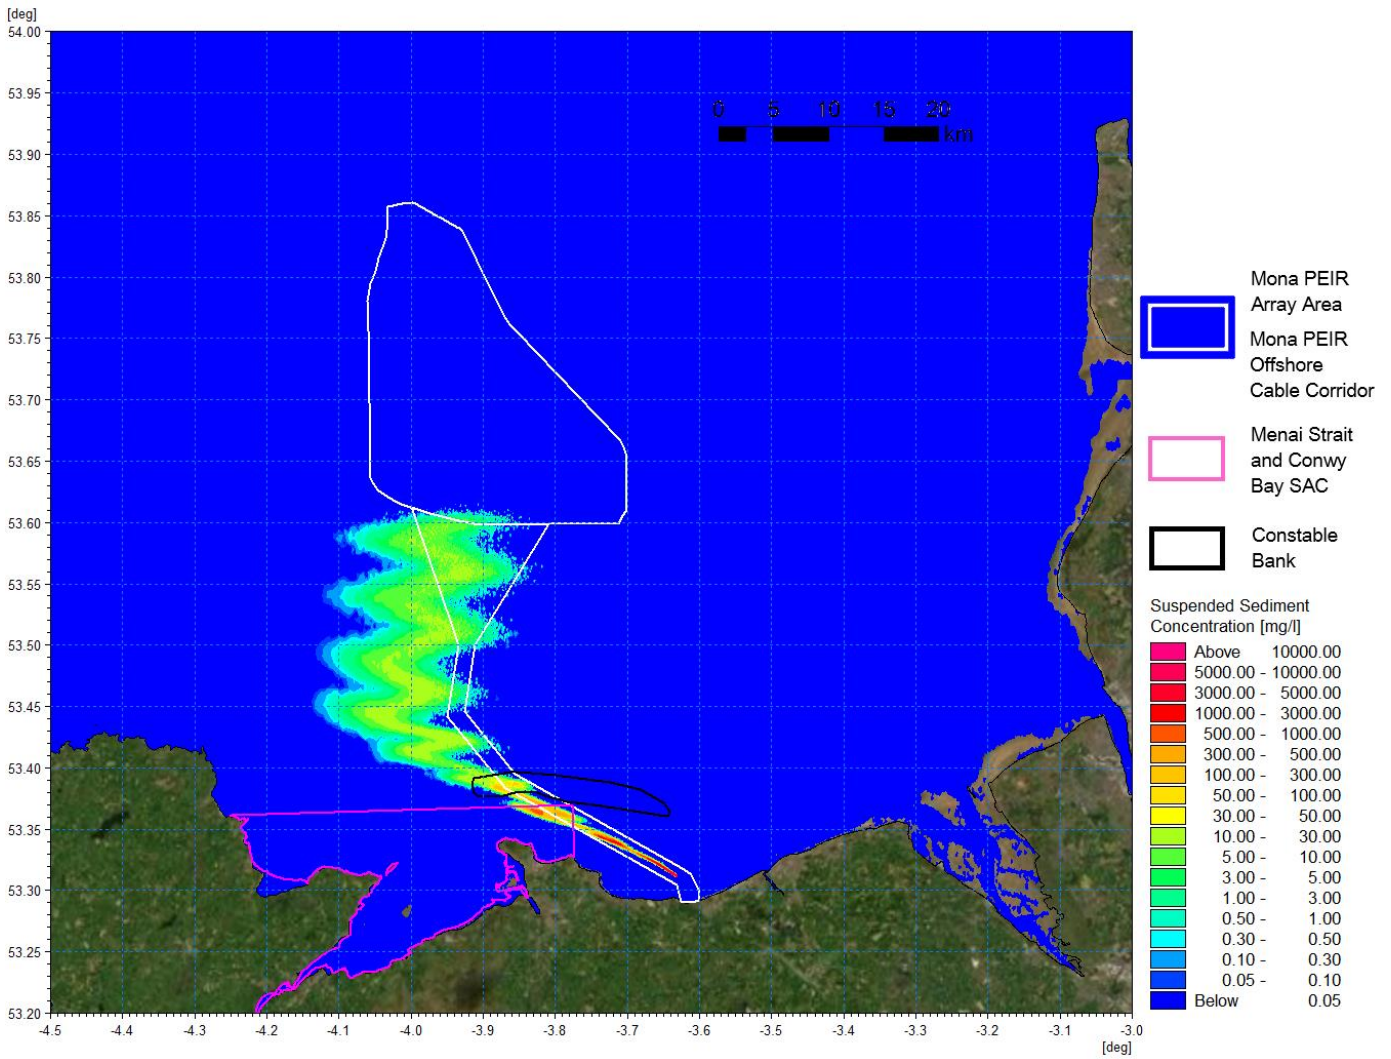 [deg]
54.00
53.95
53.90
53.85
53.80
53.75
53.70
53.65
53.60
53.55
53.50
53.45
53.40
53.35
53.30
53.25
53.20
-4.5 -4.4 -4.3 -4.2 -4.1 -4.0 -3.9 -3.8 -3.7 -3.6 -3.5 -3.4 -3.3 -3.2 -3.1 -3.0
[deg]
0 5 10 15 20
km
Mona PEIR
Array Area
Mona PEIR
Offshore
Cable Corridor
Menai Strait
and Conwy
Bay SAC
Constable
Bank
Suspended Sediment
Concentration [mg/l]
Above 10000.00
5000.00 - 10000.00
3000.00 - 5000.00
1000.00 - 3000.00
500.00 - 1000.00
300.00 - 500.00
100.00 - 300.00
50.00 - 100.00
30.00 - 50.00
10.00 - 30.00
5.00 - 10.00
3.00 - 5.00
1.00 - 3.00
0.50 - 1.00
0.30 - 0.50
0.10 - 0.30
0.05 - 0.10
Below 0.05